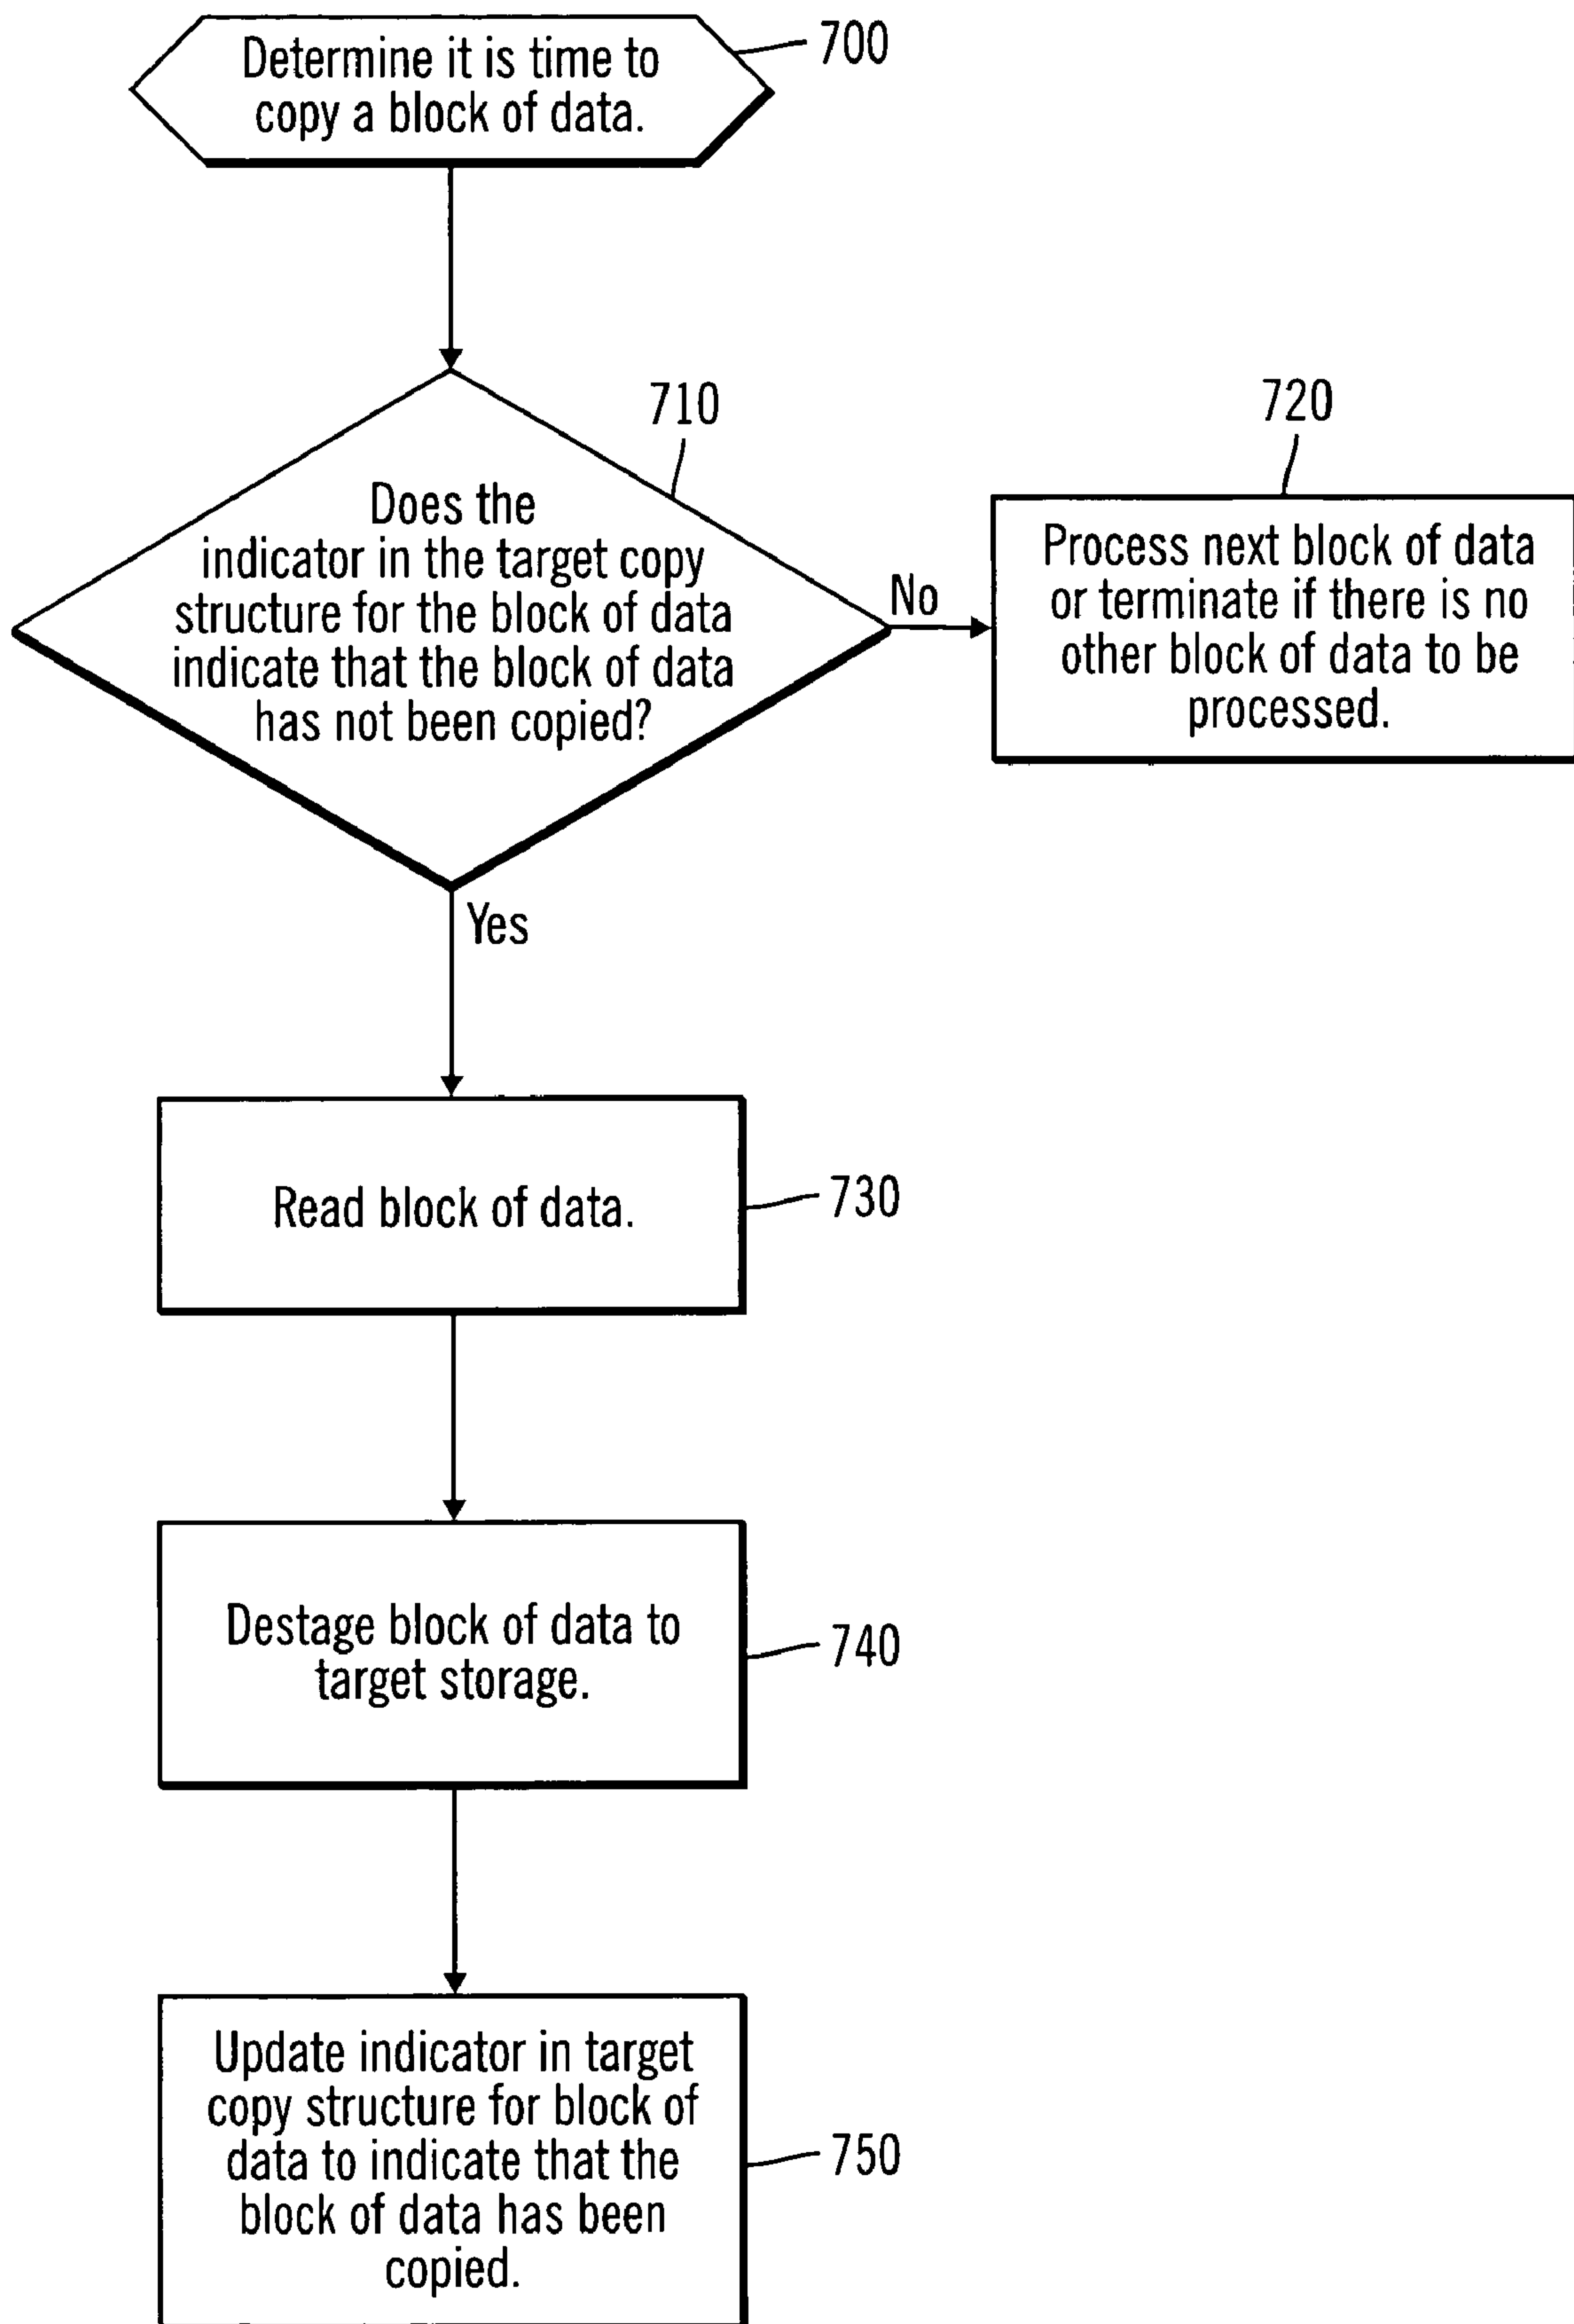 Determine it is time to
copy a block of data.
700
710
Does the
indicator in the target copy
structure for the block of data
indicate that the block of data
has not been copied?
No
720
Process next block of data
or terminate if there is no
other block of data to be
processed.
Yes
Read block of data.
730
Destage block of data to
target storage.
740
Update indicator in target
copy structure for block of
data to indicate that the
block of data has been
copied.
750